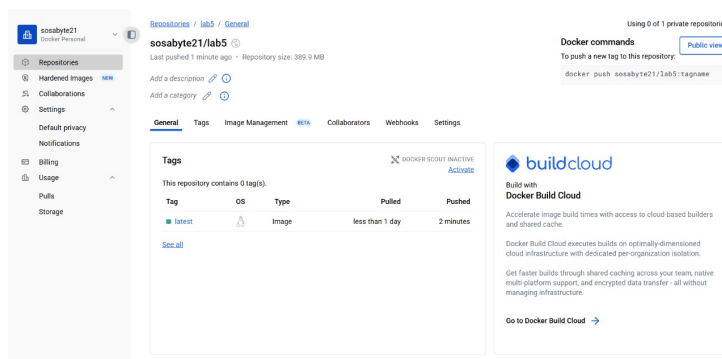 sosabyte21
Docker Personal
Repositories
Hardened Images NEW
Collaborations
Settings
Default privacy
Notifications
Billing
Usage
Pulls
Storage
Repositories / lab5 / General
Using 0 of 1 private repositorie
sosabyte21/lab5
Last pushed 1 minute ago • Repository size: 389.9 MB
Add a description
Add a category
Docker commands
Public view
To push a new tag to this repository:
docker push sosabyte21/lab5:tagname
General Tags Image Management BETA Collaborators Webhooks Settings
Tags
DOCKER SCOUT INACTIVE
Activate
This repository contains 0 tag(s).
Tag OS Type Pulled Pushed
latest Image less than 1 day 2 minutes
See all
buildcloud
Build with
Docker Build Cloud
Accelerate image build times with access to cloud-based builders
and shared cache.
Docker Build Cloud executes builds on optimally-dimensioned
cloud infrastructure with dedicated per-organization isolation.
Get faster builds through shared caching across your team, native
multi-platform support, and encrypted data transfer - all without
managing infrastructure.
Go to Docker Build Cloud